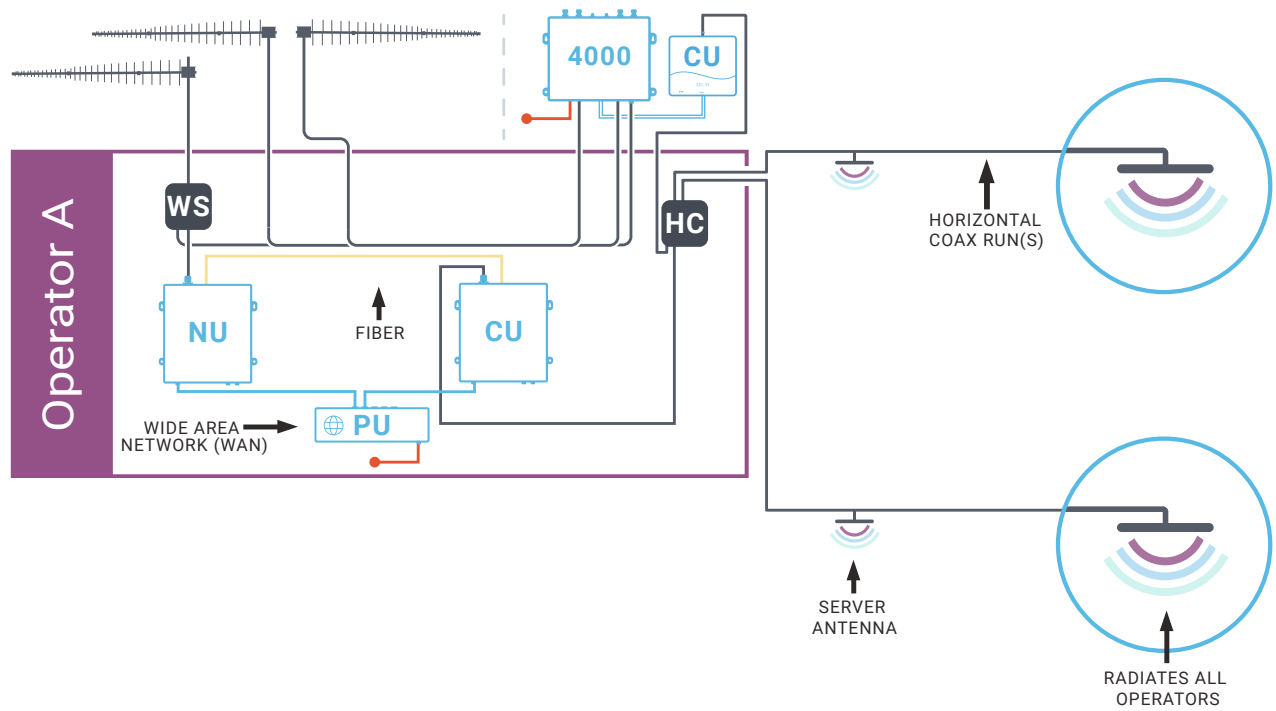 4000
CU
Operator A
WS
HC
HORIZONTAL
COAX RUN(S)
NU
FIBER
CU
WIDE AREA
NETWORK (WAN)
PU
SERVER
ANTENNA
RADIATES ALL
OPERATORS